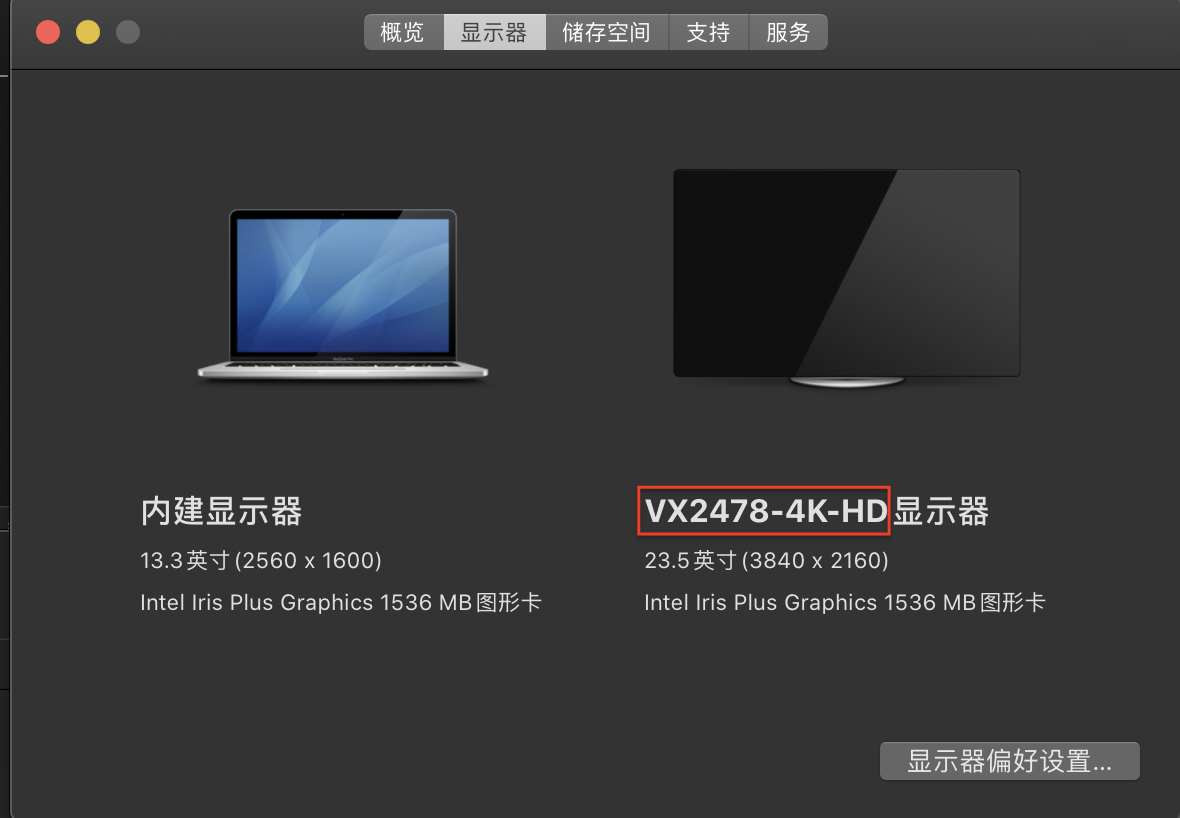 概览 显示器 储存空间 支持 服务
内建显示器
13.3英寸 (2560 x 1600)
Intel Iris Plus Graphics 1536 MB图形卡
VX2478-4K-HD显示器
23.5英寸 (3840 x 2160)
Intel Iris Plus Graphics 1536 MB图形卡
显示器偏好设置...